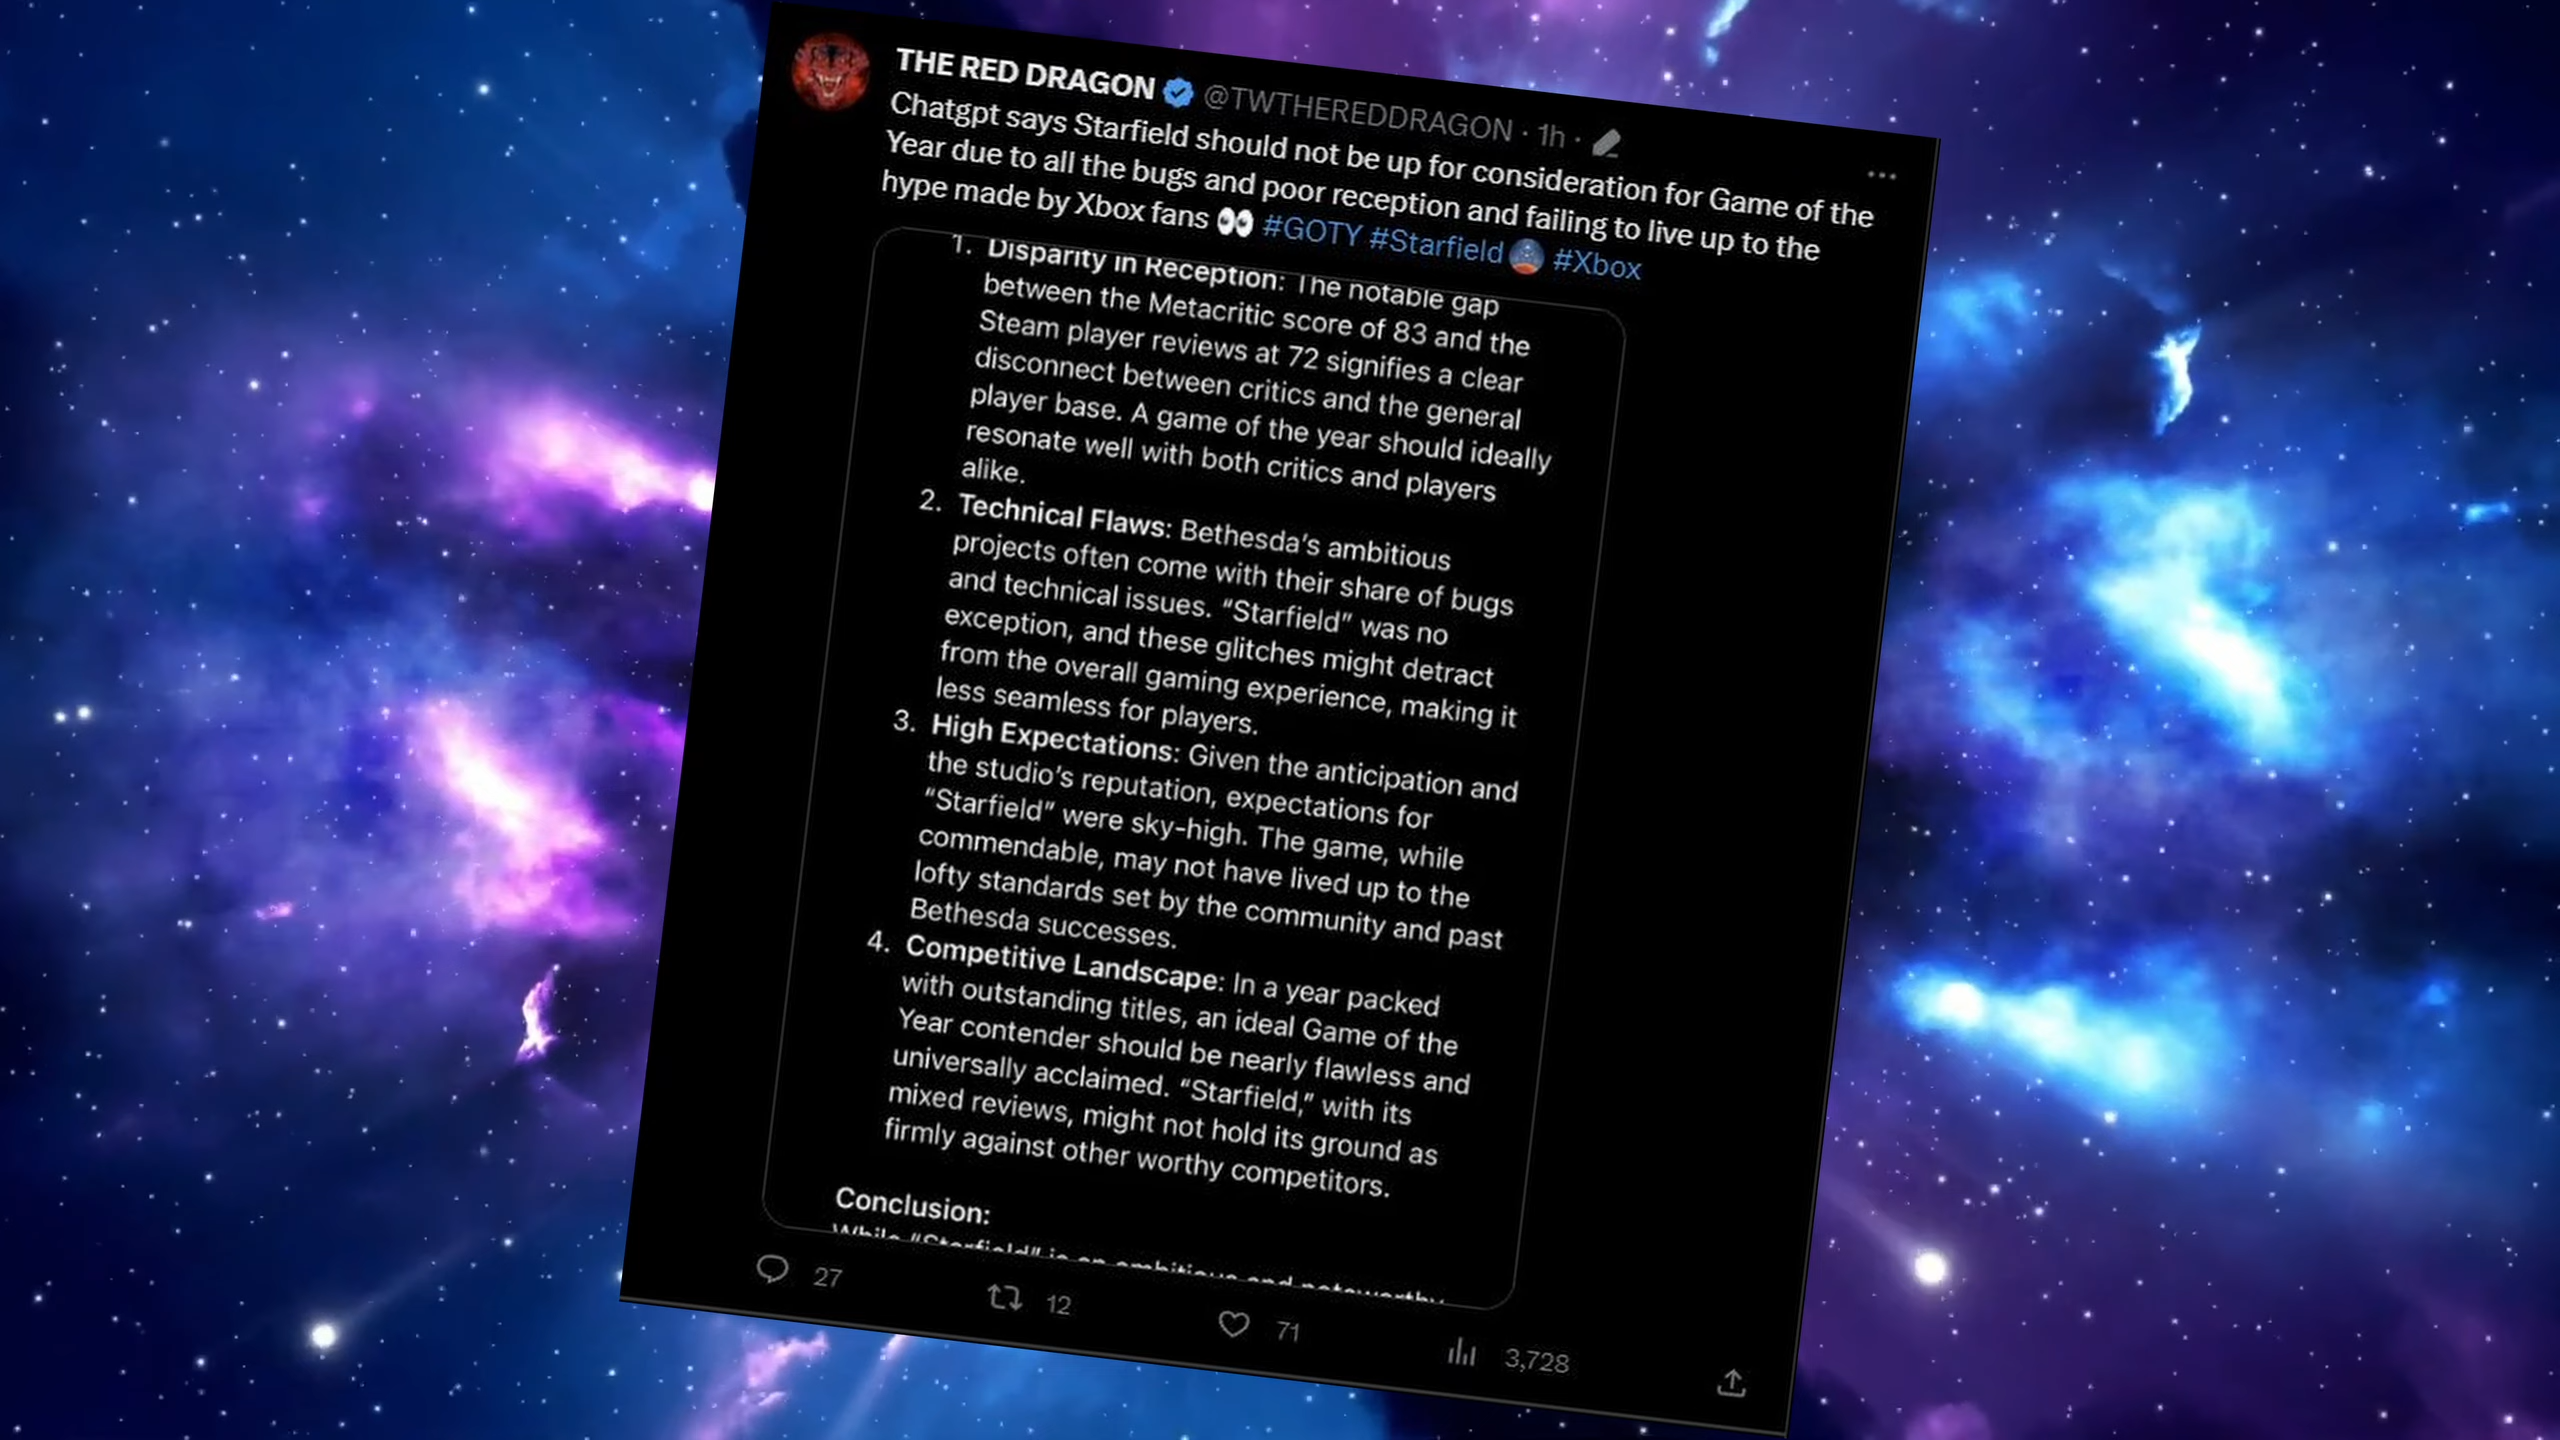 THE RED DRAGON @TWTHEREDDRAGON · 1h ·
Chatgpt says Starfield should not be up for consideration for Game of the
Year due to all the bugs and poor reception and failing to live up to the
hype made by Xbox fans 👀 #GOTY #Starfield #Xbox
1. Disparity in Reception: The notable gap
between the Metacritic score of 83 and the
Steam player reviews at 72 signifies a clear
disconnect between critics and the general
player base. A game of the year should ideally
resonate well with both critics and players
alike.
2. Technical Flaws: Bethesda’s ambitious
projects often come with their share of bugs
and technical issues. “Starfield” was no
exception, and these glitches might detract
from the overall gaming experience, making it
less seamless for players.
3. High Expectations: Given the anticipation and
the studio’s reputation, expectations for
“Starfield” were sky-high. The game, while
commendable, may not have lived up to the
lofty standards set by the community and past
Bethesda successes.
4. Competitive Landscape: In a year packed
with outstanding titles, an ideal Game of the
Year contender should be nearly flawless and
universally acclaimed. “Starfield,” with its
mixed reviews, might not hold its ground as
firmly against other worthy competitors.
Conclusion:
While “Starfield” is an ambitious and noteworthy
27 12 71 3,728